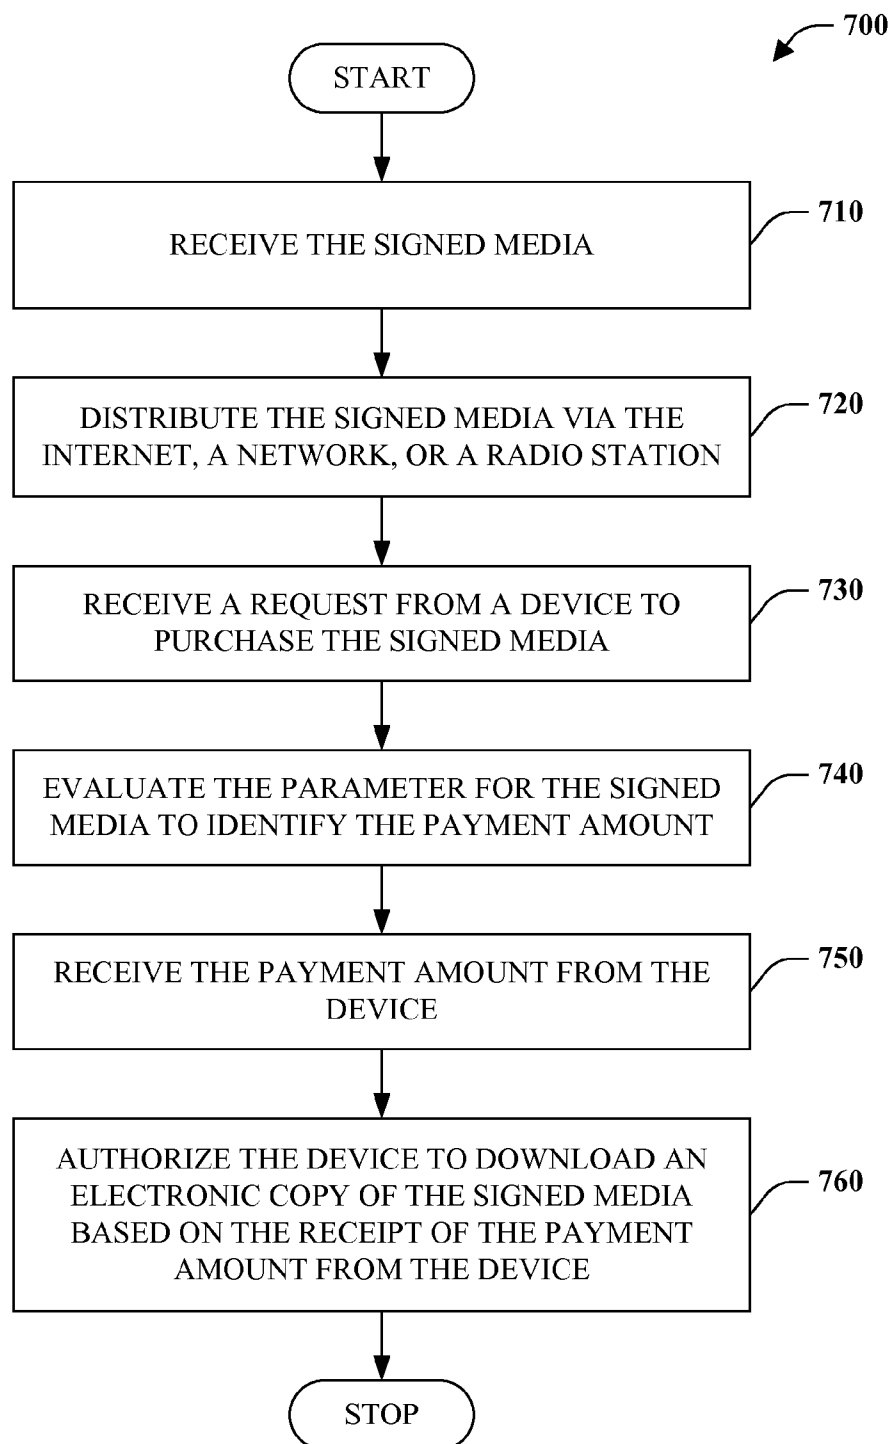 700
START
RECEIVE THE SIGNED MEDIA
710
DISTRIBUTE THE SIGNED MEDIA VIA THE
INTERNET, A NETWORK, OR A RADIO STATION
720
RECEIVE A REQUEST FROM A DEVICE TO
PURCHASE THE SIGNED MEDIA
730
EVALUATE THE PARAMETER FOR THE SIGNED
MEDIA TO IDENTIFY THE PAYMENT AMOUNT
740
RECEIVE THE PAYMENT AMOUNT FROM THE
DEVICE
750
AUTHORIZE THE DEVICE TO DOWNLOAD AN
ELECTRONIC COPY OF THE SIGNED MEDIA
BASED ON THE RECEIPT OF THE PAYMENT
AMOUNT FROM THE DEVICE
760
STOP